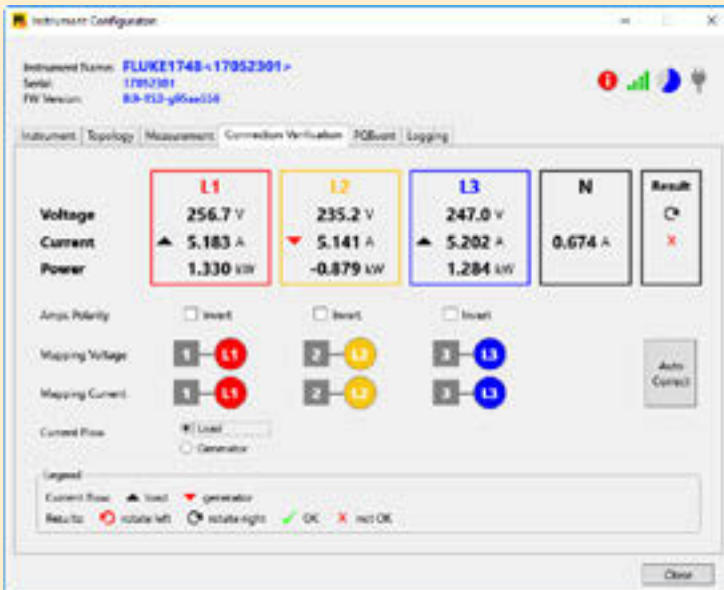 Instrument Configuration
Instrument Name: FLUKE1748<17052301>
Serial: 17052301
FW Version:
Instrument Topology Measurement Connection Verification PQEvent Logging
L1 L2 L3 N Result
Voltage 256.7 V 235.2 V 247.0 V
Current 5.183 A 5.141 A 5.202 A 0.674 A X
Power 1.330 kW -0.879 kW 1.284 kW
Amps Polarity Invert Invert Invert
Mapping Voltage 1 L1 2 L2 3 L3
Mapping Current 1 L1 2 L2 3 L3
Auto
Correct
Current Flow Load
Generator
Legend
Current flow: load generator
Results: rotate left rotate right OK X not OK
Close